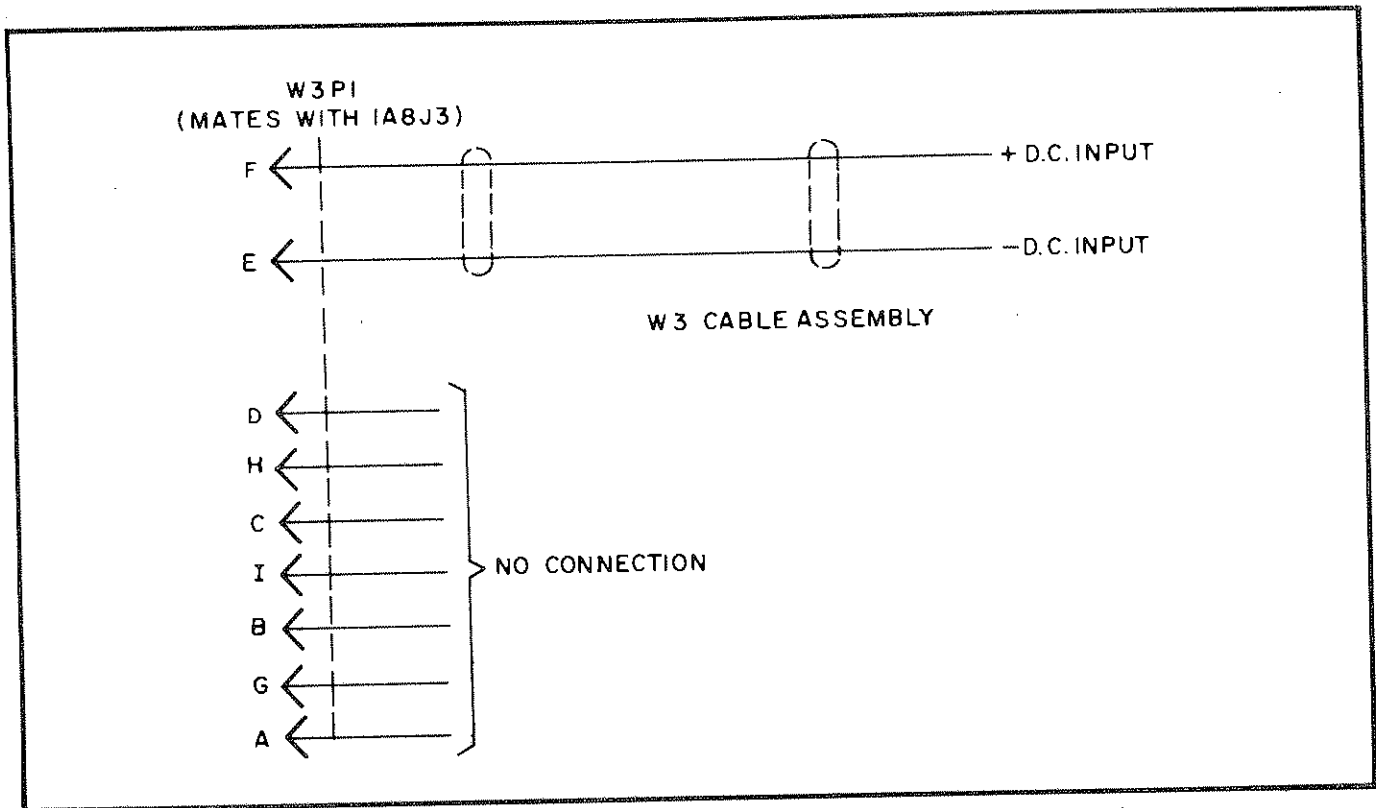 W3P1
(MATES WITH 1A8J3)
F
+ D.C. INPUT
E
- D.C. INPUT
W3 CABLE ASSEMBLY
D
H
C
I
NO CONNECTION
B
G
A